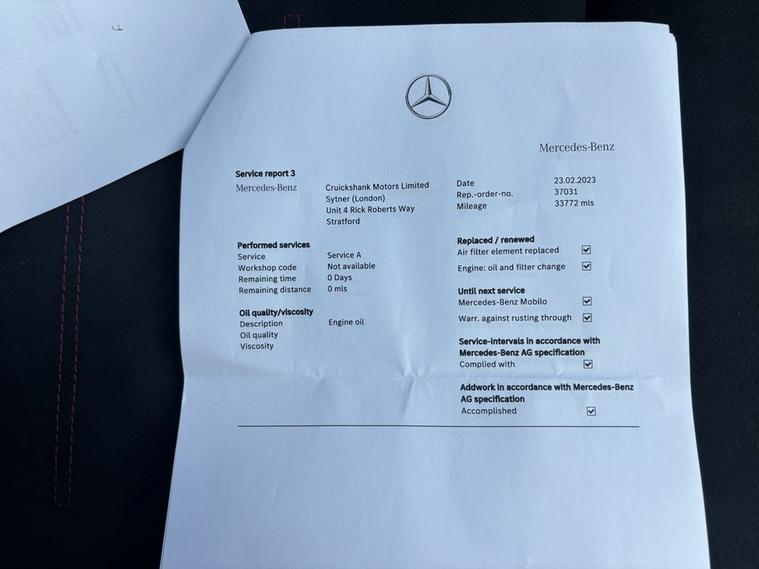 Mercedes-Benz
Service report 3
Mercedes-Benz
Cruickshank Motors Limited
Sytner (London)
Unit 4 Rick Roberts Way
Stratford
Date 23.02.2023
Rep.-order-no. 37031
Mileage 33772 mls
Performed services
Service Service A
Workshop code Not available
Remaining time 0 Days
Remaining distance 0 mls
Oil quality/viscosity
Description Engine oil
Oil quality
Viscosity
Replaced / renewed
Air filter element replaced
Engine: oil and filter change
Until next service
Mercedes-Benz Mobilo
Warr. against rusting through
Service-intervals in accordance with
Mercedes-Benz AG specification
Complied with
Addwork in accordance with Mercedes-Benz
AG specification
Accomplished